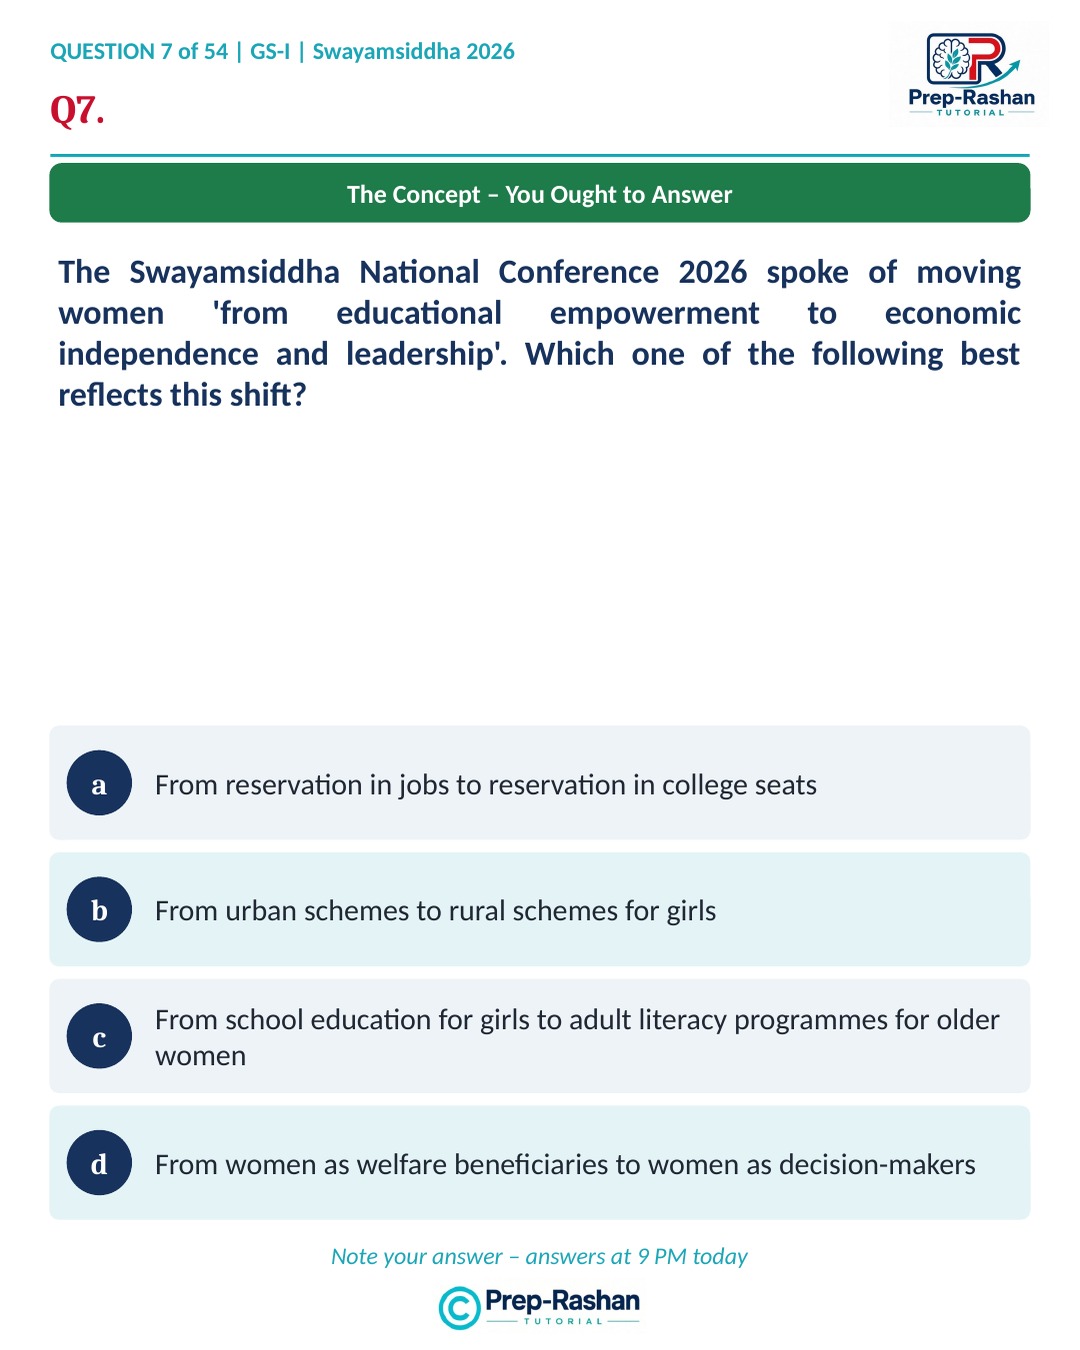 QUESTION 7 of 54 | GS-I | Swayamsiddha 2026
Prep-Rashan
TUTORIAL
Q7.
The Concept – You Ought to Answer
The Swayamsiddha National Conference 2026 spoke of moving
women 'from educational empowerment to economic
independence and leadership'. Which one of the following best
reflects this shift?
a From reservation in jobs to reservation in college seats
b From urban schemes to rural schemes for girls
c From school education for girls to adult literacy programmes for older
women
d From women as welfare beneficiaries to women as decision-makers
Note your answer – answers at 9 PM today
© Prep-Rashan
TUTORIAL